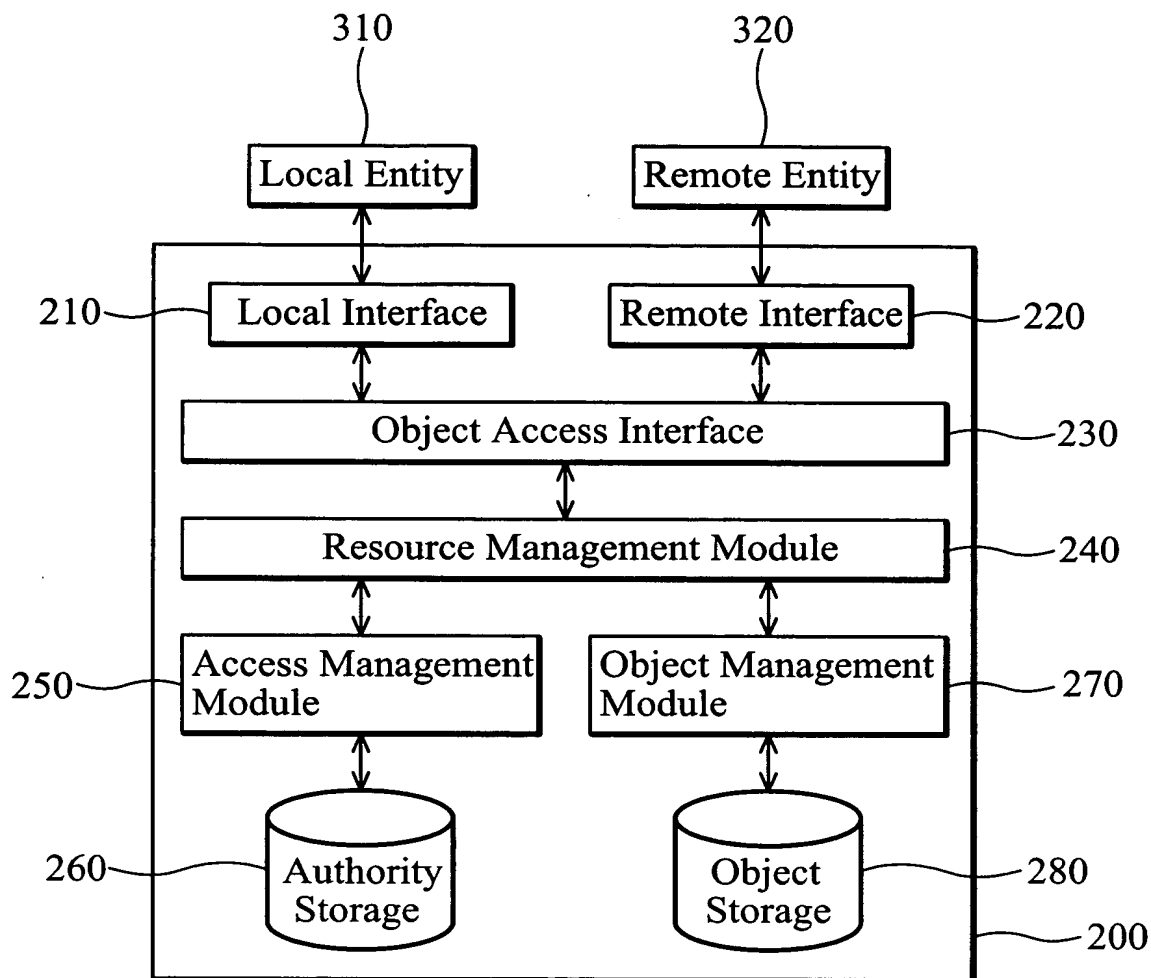 310
320
Local Entity
Remote Entity
210
Local Interface
Remote Interface
220
Object Access Interface
230
Resource Management Module
240
250
Access Management
Module
Object Management
Module
270
260
Authority
Storage
Object
Storage
280
200